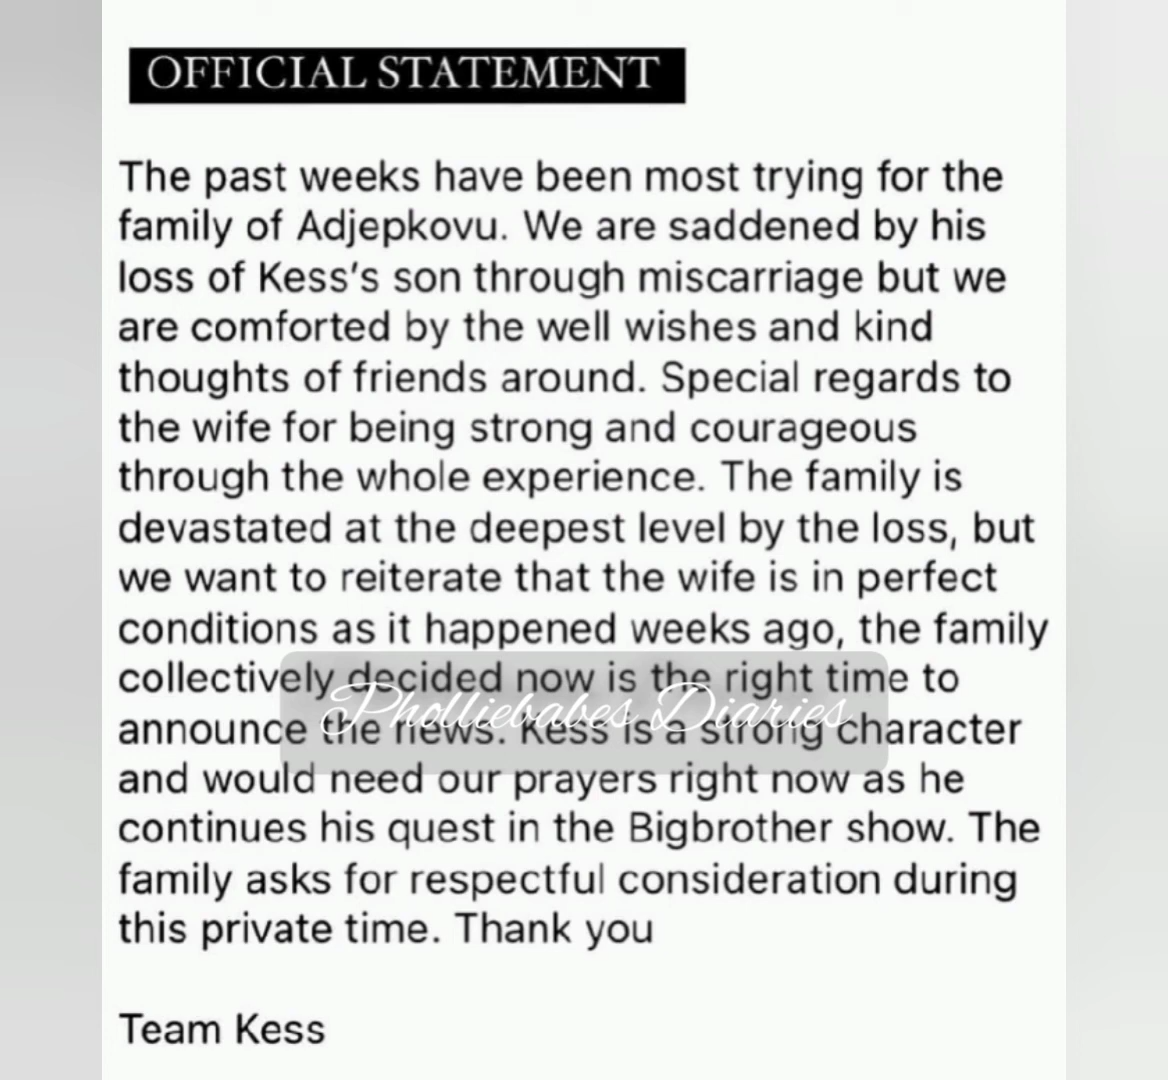 OFFICIAL STATEMENT
The past weeks have been most trying for the
family of Adjepkovu. We are saddened by his
loss of Kess's son through miscarriage but we
are comforted by the well wishes and kind
thoughts of friends around. Special regards to
the wife for being strong and courageous
through the whole experience. The family is
devastated at the deepest level by the loss, but
we want to reiterate that the wife is in perfect
conditions as it happened weeks ago, the family
collectively decided now is the right time to
Pholliebabes Diaries
announce the news. Kess is a strong character
and would need our prayers right now as he
continues his quest in the Bigbrother show. The
family asks for respectful consideration during
this private time. Thank you
Team Kess